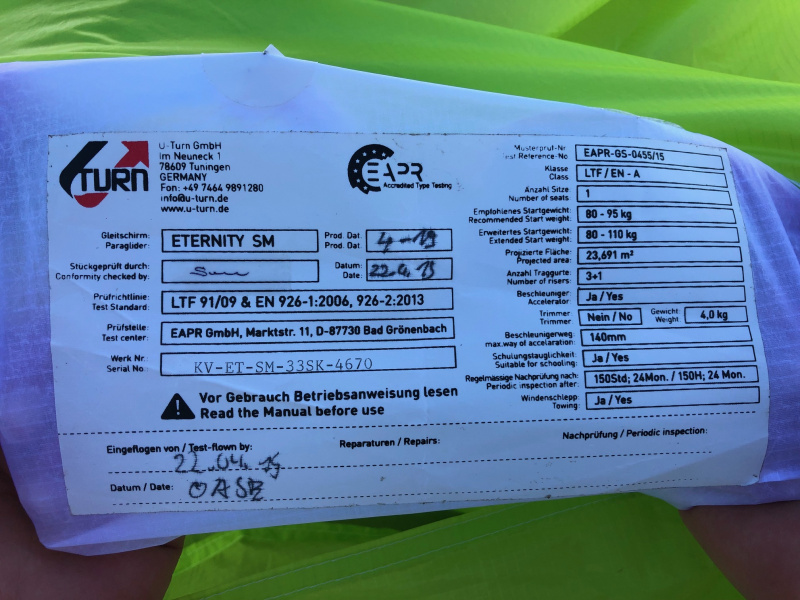 TURN
U-Turn GmbH
Im Neuneck 1
78609 Tuningen
GERMANY
Fon: +49 7464 9891280
info@u-turn.de
www.u-turn.de
EAPR
Accredited Type Testing
Gleitschirm:
Paraglider:
ETERNITY SM
Prod. Dat.
Prod. Dat.
4-19
Stückgeprüft durch:
Conformity checked by:
Datum:
Date:
22.4.19
Prüfrichtlinie:
Test Standard:
LTF 91/09 & EN 926-1:2006, 926-2:2013
Prüfstelle:
Test center:
EAPR GmbH, Marktstr. 11, D-87730 Bad Grönenbach
Werk Nr:
Serial No:
KV-ET-SM-33SK-4670
Vor Gebrauch Betriebsanweisung lesen
Read the Manual before use
Musterprüf-Nr
Test Reference-No
EAPR-GS-0455/15
Klasse
Class
LTF / EN - A
Anzahl Sitze:
Number of seats:
1
Empfohlenes Startgewicht:
Recommended Start weight:
80 - 95 kg
Erweitertes Startgewicht:
Extended Start weight:
80 - 110 kg
Projizierte Fläche:
Projected area:
23,691 m²
Anzahl Traggurte:
Number of risers:
3+1
Beschleuniger:
Accelerator:
Ja / Yes
Trimmer
Trimmer
Nein / No
Gewicht:
Weight
4,0 kg
Beschleunigerweg:
max.way of accelaration:
140mm
Schulungstauglichkeit:
Suitable for schooling:
Ja / Yes
Regelmässige Nachprüfung nach:
Periodic inspection after:
150Std; 24Mon. / 150H; 24 Mon.
Windenschlepp:
Towing:
Ja / Yes
Eingeflogen von / Test-flown by:
22.04.19
Datum / Date:
OASE
Reparaturen / Repairs:
Nachprüfung / Periodic inspection: